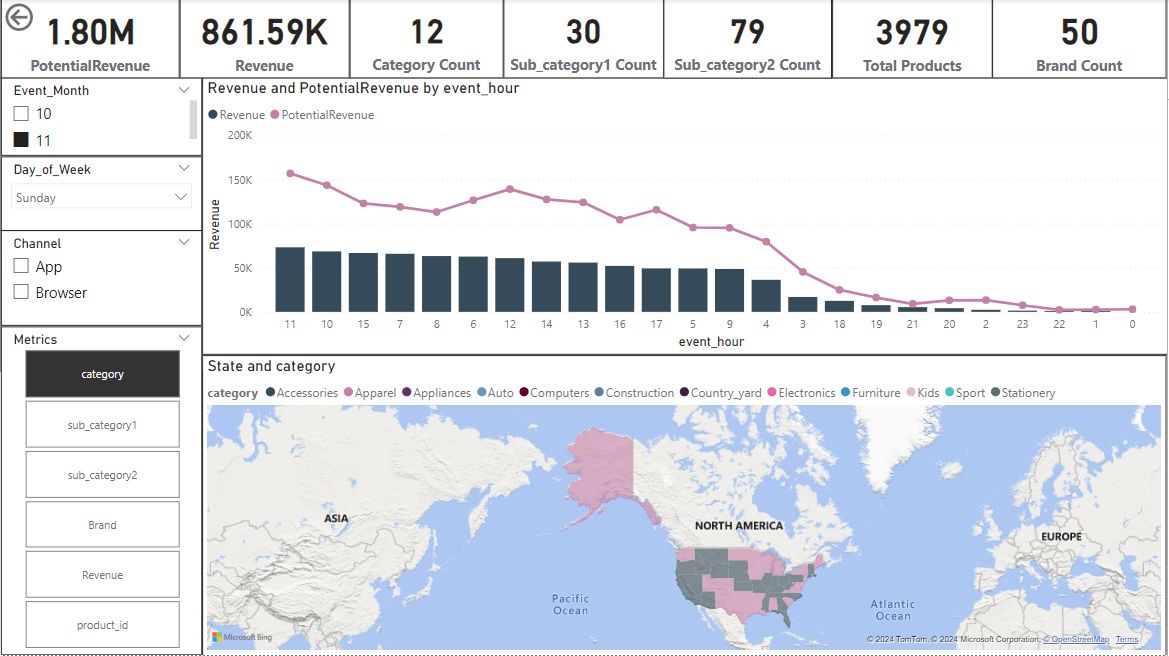 1.80M
PotentialRevenue
861.59K
Revenue
12
Category Count
30
Sub_category1 Count
79
Sub_category2 Count
3979
Total Products
50
Brand Count
Event_Month
10
11
Day_of_Week
Sunday
Channel
App
Browser
Metrics
category
sub_category1
sub_category2
Brand
Revenue
product_id
Revenue and PotentialRevenue by event_hour
Revenue PotentialRevenue
200K
150K
100K
50K
0K
Revenue
11 10 15 7 8 6 12 14 13 16 17 5 9 4 3 18 19 21 20 2 23 22 1 0
event_hour
State and category
category Accessories Apparel Appliances Auto Computers Construction Country_yard Electronics Furniture Kids Sport Stationery
ASIA
NORTH AMERICA
EUROPE
Pacific
Ocean
Atlantic
Ocean
Microsoft Bing
© 2024 TomTom, © 2024 Microsoft Corporation, © OpenStreetMap Terms